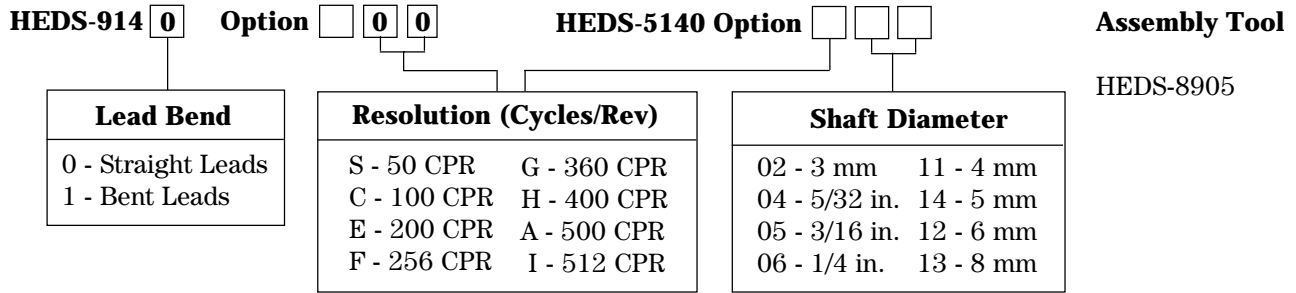 HEDS-914 0 Option 0 0 HEDS-5140 Option Assembly Tool
HEDS-8905
Lead Bend
0 - Straight Leads
1 - Bent Leads
Resolution (Cycles/Rev)
S - 50 CPR G - 360 CPR
C - 100 CPR H - 400 CPR
E - 200 CPR A - 500 CPR
F - 256 CPR I - 512 CPR
Shaft Diameter
02 - 3 mm 11 - 4 mm
04 - 5/32 in. 14 - 5 mm
05 - 3/16 in. 12 - 6 mm
06 - 1/4 in. 13 - 8 mm